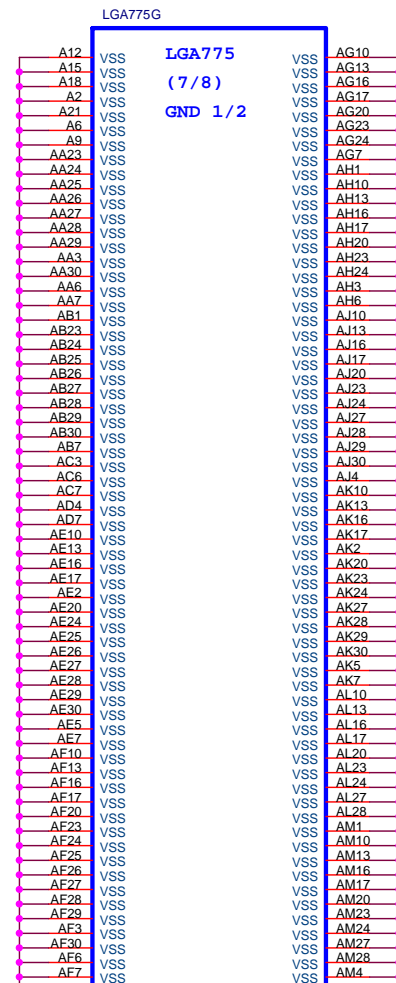 LGA775G
LGA775
(7/8)
GND 1/2
A12 VSS VSS AG10
A15 VSS VSS AG13
A18 VSS VSS AG16
A2 VSS VSS AG17
A21 VSS VSS AG20
A6 VSS VSS AG23
A9 VSS VSS AG24
AA23 VSS VSS AG7
AA24 VSS VSS AH1
AA25 VSS VSS AH10
AA26 VSS VSS AH13
AA27 VSS VSS AH16
AA28 VSS VSS AH17
AA29 VSS VSS AH20
AA3 VSS VSS AH23
AA30 VSS VSS AH24
AA6 VSS VSS AH3
AA7 VSS VSS AH6
AB1 VSS VSS AJ10
AB23 VSS VSS AJ13
AB24 VSS VSS AJ16
AB25 VSS VSS AJ17
AB26 VSS VSS AJ20
AB27 VSS VSS AJ23
AB28 VSS VSS AJ24
AB29 VSS VSS AJ27
AB30 VSS VSS AJ28
AB7 VSS VSS AJ29
AC3 VSS VSS AJ30
AC6 VSS VSS AJ4
AC7 VSS VSS AK10
AD4 VSS VSS AK13
AD7 VSS VSS AK16
AE10 VSS VSS AK17
AE13 VSS VSS AK2
AE16 VSS VSS AK20
AE17 VSS VSS AK23
AE2 VSS VSS AK24
AE20 VSS VSS AK27
AE24 VSS VSS AK28
AE25 VSS VSS AK29
AE26 VSS VSS AK30
AE27 VSS VSS AK5
AE28 VSS VSS AK7
AE29 VSS VSS AL10
AE30 VSS VSS AL13
AE5 VSS VSS AL16
AE7 VSS VSS AL17
AF10 VSS VSS AL20
AF13 VSS VSS AL23
AF16 VSS VSS AL24
AF17 VSS VSS AL27
AF20 VSS VSS AL28
AF23 VSS VSS AM1
AF24 VSS VSS AM10
AF25 VSS VSS AM13
AF26 VSS VSS AM16
AF27 VSS VSS AM17
AF28 VSS VSS AM20
AF29 VSS VSS AM23
AF3 VSS VSS AM24
AF30 VSS VSS AM27
AF6 VSS VSS AM28
AF7 VSS VSS AM4